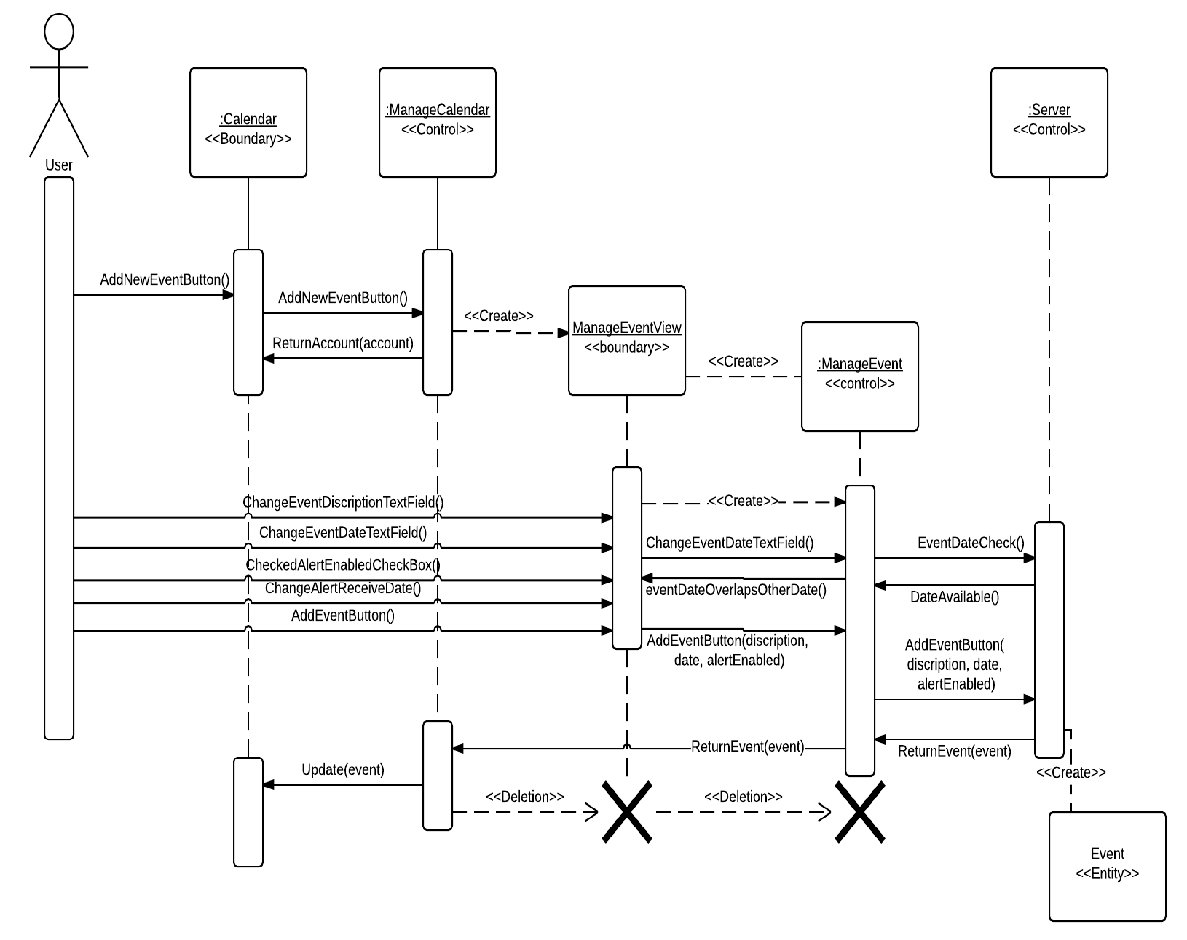 User
:Calendar
<<Boundary>>
:ManageCalendar
<<Control>>
:Server
<<Control>>
AddNewEventButton()
AddNewEventButton()
ReturnAccount(account)
<<Create>>
ManageEventView
<<boundary>>
<<Create>>
:ManageEvent
<<control>>
ChangeEventDiscriptionTextField()
ChangeEventDateTextField()
CheckedAlertEnabledCheckBox()
ChangeAlertReceiveDate()
AddEventButton()
<<Create>>
ChangeEventDateTextField()
eventDateOverlapsOtherDate()
AddEventButton(discription,
date, alertEnabled)
EventDateCheck()
DateAvailable()
AddEventButton(
discription, date,
alertEnabled)
ReturnEvent(event)
ReturnEvent(event)
<<Create>>
Update(event)
<<Deletion>>
<<Deletion>>
Event
<<Entity>>